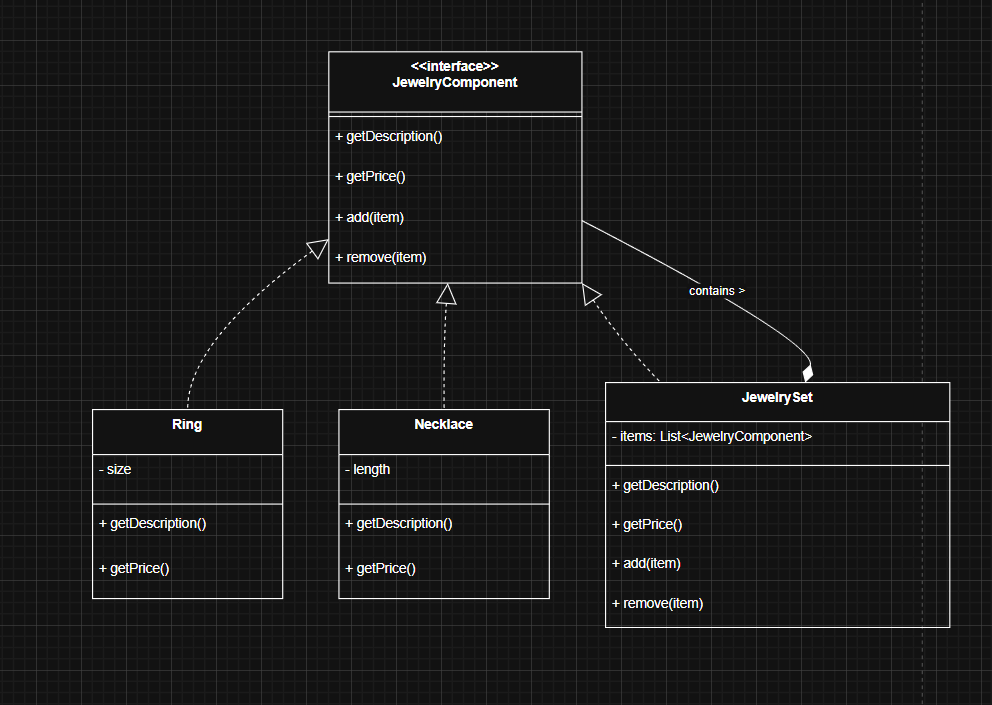 <<interface>>
JewelryComponent
+ getDescription()
+ getPrice()
+ add(item)
+ remove(item)
contains >
Ring
- size
+ getDescription()
+ getPrice()
Necklace
- length
+ getDescription()
+ getPrice()
JewelrySet
- items: List<JewelryComponent>
+ getDescription()
+ getPrice()
+ add(item)
+ remove(item)